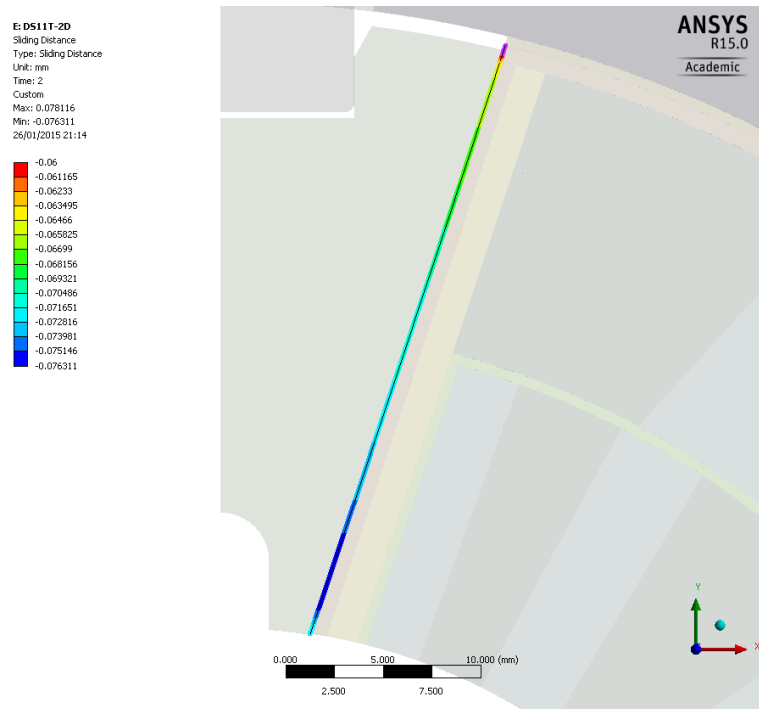 E: DS11T-2D
Sliding Distance
Type: Sliding Distance
Unit: mm
Time: 2
Custom
Max: 0.078116
Min: -0.076311
26/01/2015 21:14
-0.06
-0.061165
-0.06233
-0.063495
-0.06466
-0.065825
-0.06699
-0.068156
-0.069321
-0.070486
-0.071651
-0.072816
-0.073981
-0.075146
-0.076311
ANSYS
R15.0
Academic
Y
X
0.000 5.000 10.000 (mm)
2.500 7.500